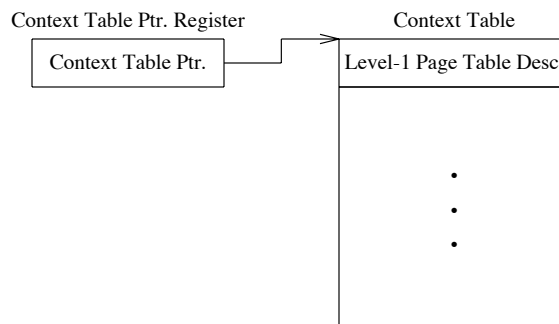 Context Table Ptr. Register
Context Table
Context Table Ptr.
Level-1 Page Table Desc